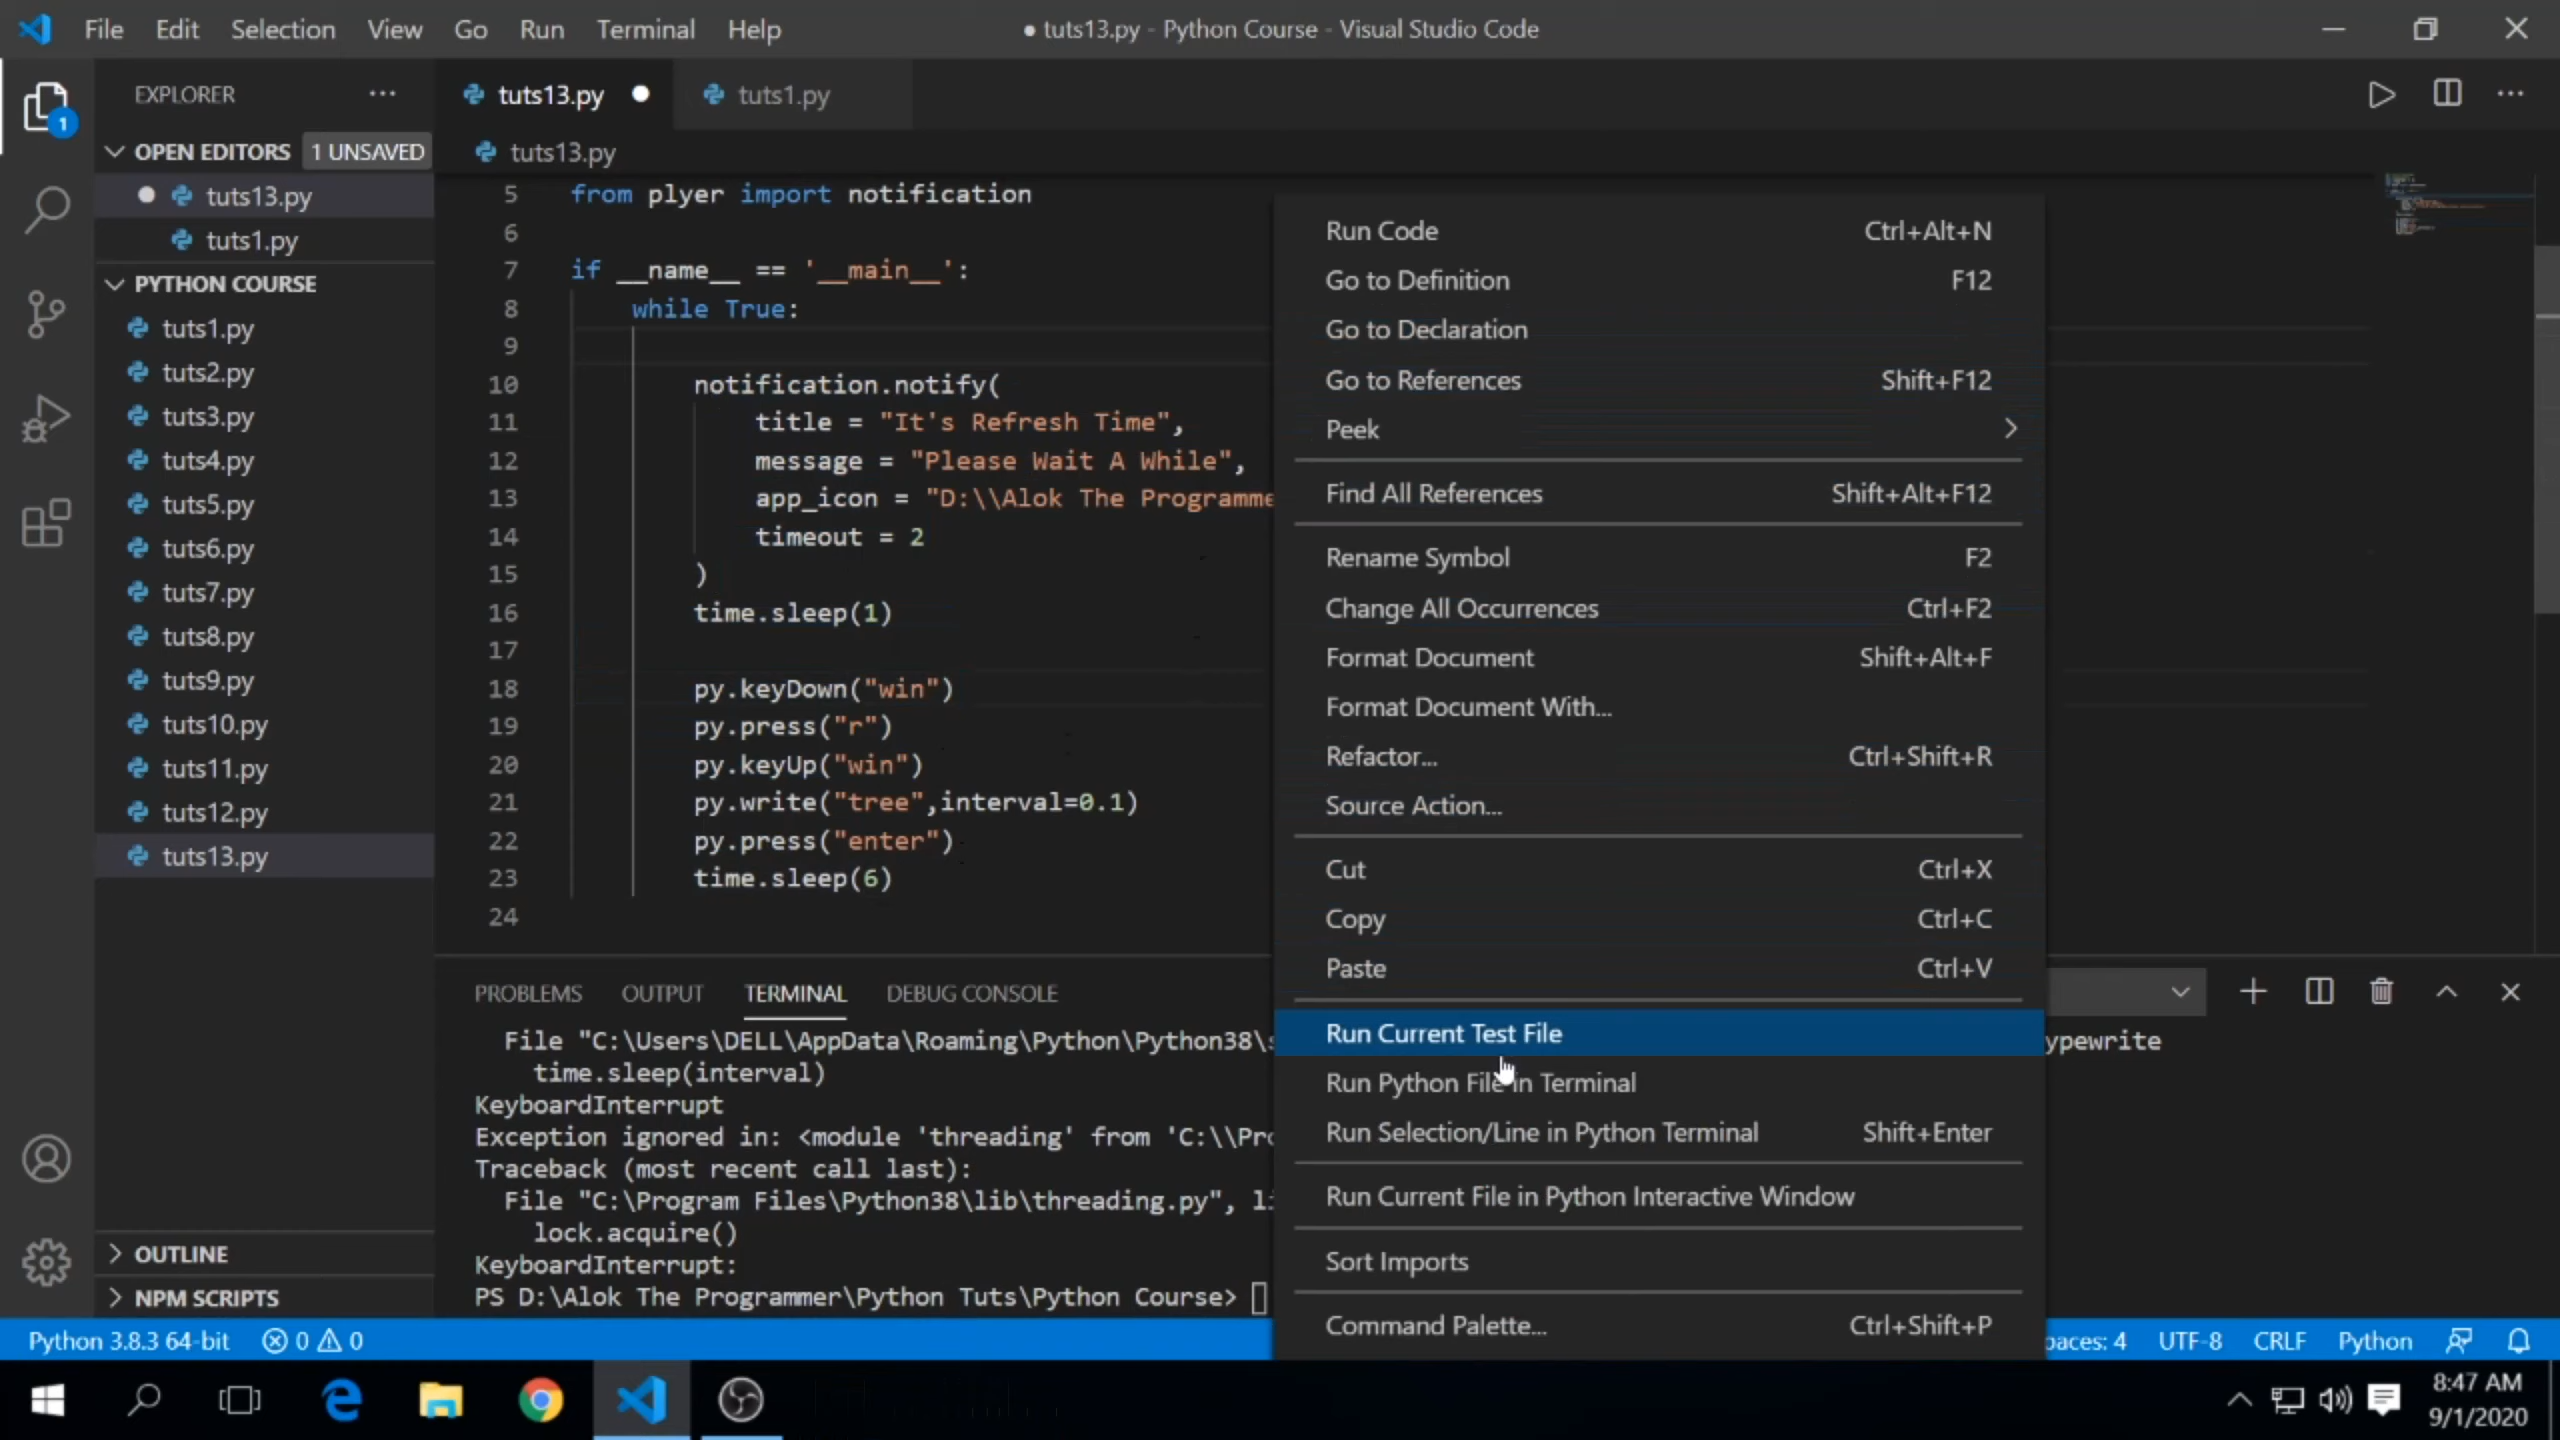 File Edit Selection View Go Run Terminal Help
● tuts13.py - Python Course - Visual Studio Code
EXPLORER
tuts13.py
tuts1.py
1
OPEN EDITORS 1 UNSAVED
tuts13.py
tuts13.py
tuts1.py
PYTHON COURSE
tuts1.py
tuts2.py
tuts3.py
tuts4.py
tuts5.py
tuts6.py
tuts7.py
tuts8.py
tuts9.py
tuts10.py
tuts11.py
tuts12.py
tuts13.py
OUTLINE
NPM SCRIPTS
5 from plyer import notification
6
7 if __name__ == '__main__':
8 while True:
9
10 notification.notify(
11 title = "It's Refresh Time",
12 message = "Please Wait A While",
13 app_icon = "D:\\Alok The Programme
14 timeout = 2
15 )
16 time.sleep(1)
17
18 py.keyDown("win")
19 py.press("r")
20 py.keyUp("win")
21 py.write("tree",interval=0.1)
22 py.press("enter")
23 time.sleep(6)
24
Run Code Ctrl+Alt+N
Go to Definition F12
Go to Declaration
Go to References Shift+F12
Peek
Find All References Shift+Alt+F12
Rename Symbol F2
Change All Occurrences Ctrl+F2
Format Document Shift+Alt+F
Format Document With...
Refactor... Ctrl+Shift+R
Source Action...
Cut Ctrl+X
Copy Ctrl+C
Paste Ctrl+V
Run Current Test File
Run Python File in Terminal
Run Selection/Line in Python Terminal Shift+Enter
Run Current File in Python Interactive Window
Sort Imports
Command Palette... Ctrl+Shift+P
PROBLEMS OUTPUT TERMINAL DEBUG CONSOLE
File "C:\Users\DELL\AppData\Roaming\Python\Python38\s
ypewrite
time.sleep(interval)
KeyboardInterrupt
Exception ignored in: <module 'threading' from 'C:\\Pro
Traceback (most recent call last):
File "C:\Program Files\Python38\lib\threading.py", li
lock.acquire()
KeyboardInterrupt:
PS D:\Alok The Programmer\Python Tuts\Python Course>
Python 3.8.3 64-bit 0 0
paces: 4 UTF-8 CRLF Python
8:47 AM
9/1/2020